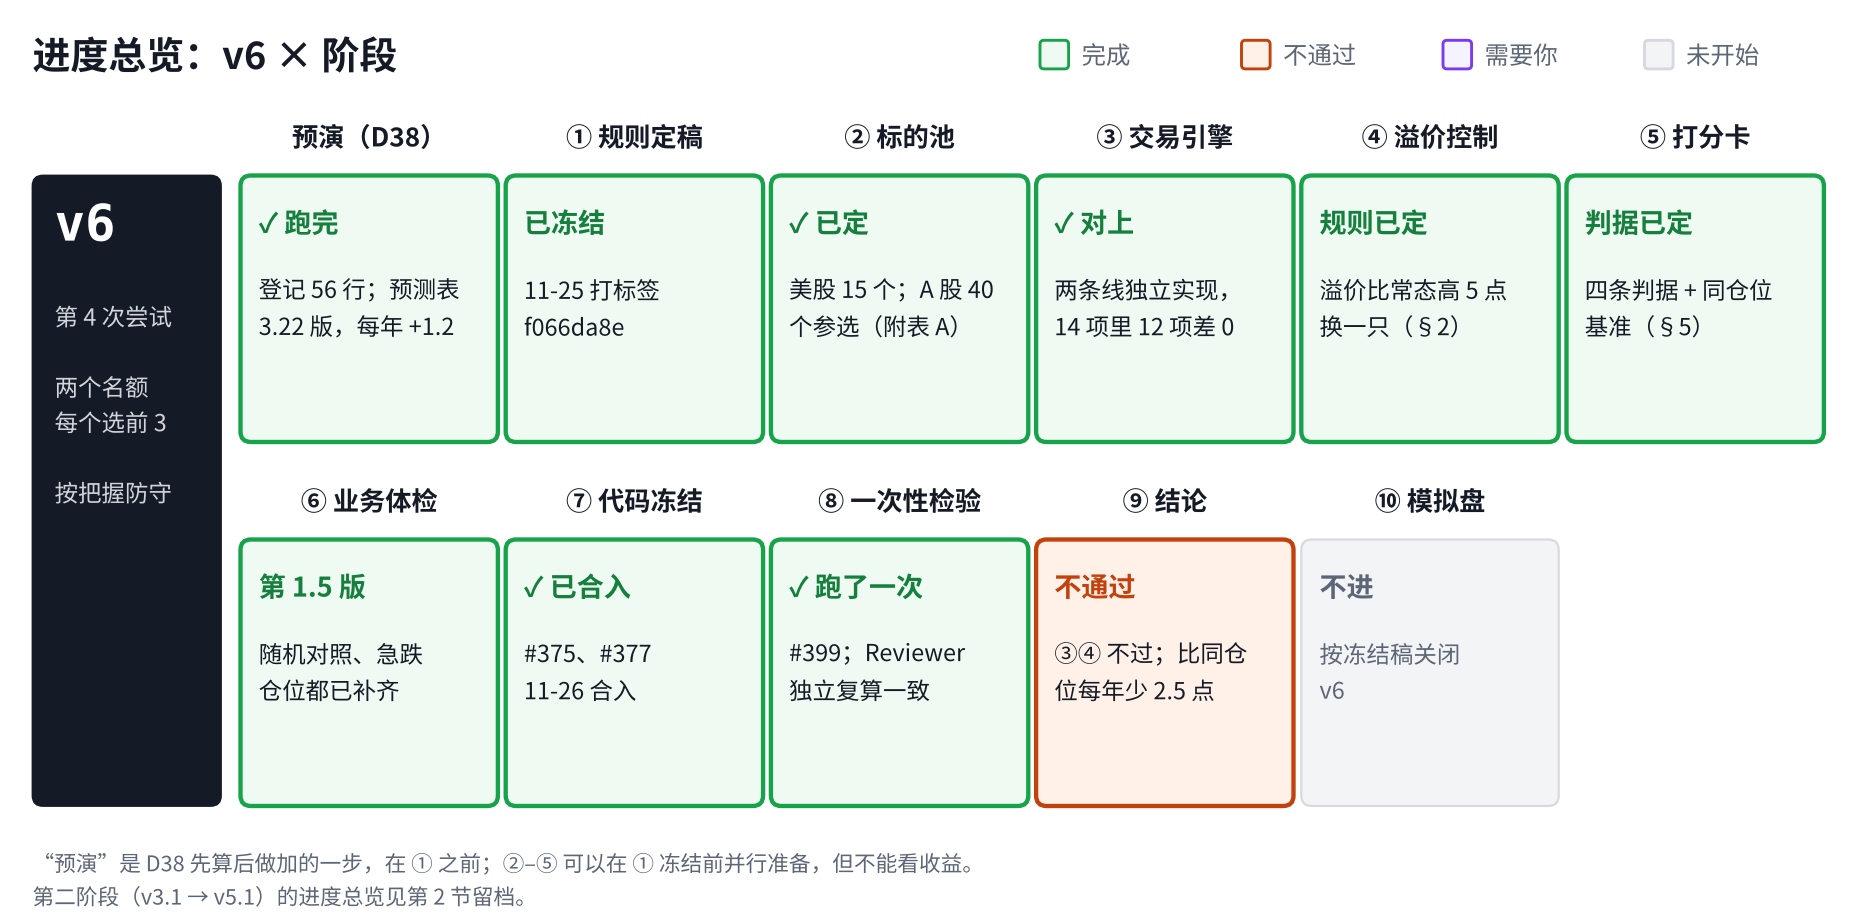 进度总览：v6 × 阶段
完成
不通过
需要你
未开始
预演（D38）
① 规则定稿
② 标的池
③ 交易引擎
④ 溢价控制
⑤ 打分卡
v6
第 4 次尝试
两个名额
每个选前 3
按把握防守
✓ 跑完
登记 56 行；预测表
3.22 版，每年 +1.2
已冻结
11-25 打标签
f066da8e
✓ 已定
美股 15 个；A 股 40
个参选（附表 A）
✓ 对上
两条线独立实现，
14 项里 12 项差 0
规则已定
溢价比常态高 5 点
换一只（§2）
判据已定
四条判据 + 同仓位
基准（§5）
⑥ 业务体检
⑦ 代码冻结
⑧ 一次性检验
⑨ 结论
⑩ 模拟盘
第 1.5 版
随机对照、急跌
仓位都已补齐
✓ 已合入
#375、#377
11-26 合入
✓ 跑了一次
#399；Reviewer
独立复算一致
不通过
③④ 不过；比同仓
位每年少 2.5 点
不进
按冻结稿关闭
v6
“预演”是 D38 先算后做加的一步，在 ① 之前；②–⑤ 可以在 ① 冻结前并行准备，但不能看收益。
第二阶段（v3.1 → v5.1）的进度总览见第 2 节留档。